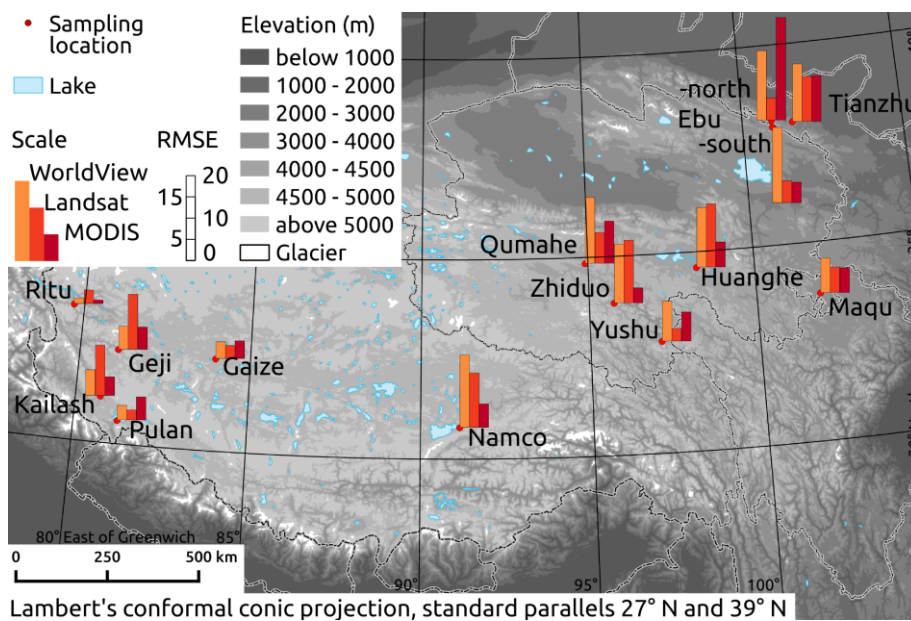 Sampling
location
Lake
Scale
WorldView
Landsat
MODIS
RMSE
20
15
10
5
0
Elevation (m)
below 1000
1000 - 2000
2000 - 3000
3000 - 4000
4000 - 4500
4500 - 5000
above 5000
Glacier
90°
95°
100°
-north
Ebu
-south
Tianzhu
Qumahe
Zhiduo
Huanghe
Yushu
Maqu
Ritu
Geji
Gaize
Kailash
Pulan
Namco
80° East of Greenwich
85°
90°
95°
100°
0
250
500 km
Lambert's conformal conic projection, standard parallels 27° N and 39° N